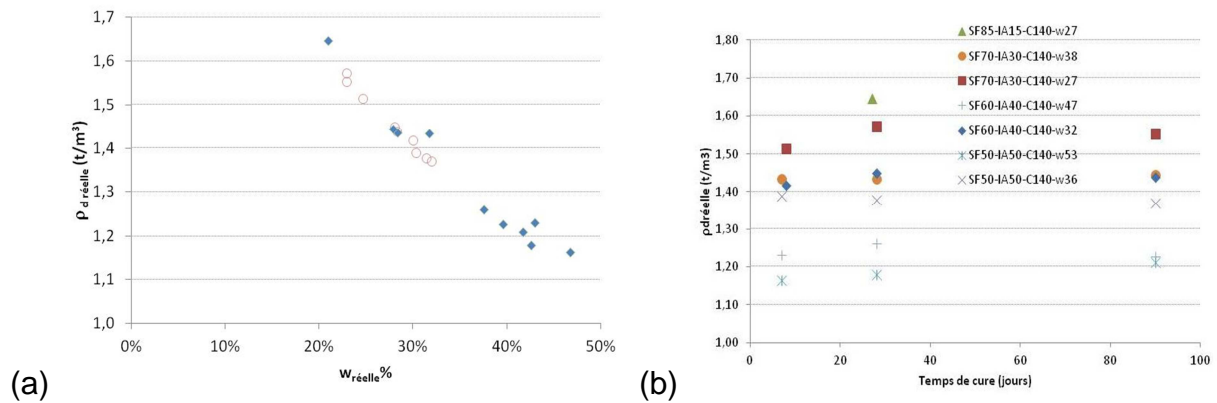 1,7
1,6
1,5
1,4
1,3
1,2
1,1
1,0
ρ d réelle (t/m³)
0%
10%
20%
30%
40%
50%
wréelle%
(a)
1,80
1,70
1,60
1,50
1,40
1,30
1,20
1,10
1,00
ρdréelle (t/m3)
SF85-IA15-C140-w27
SF70-IA30-C140-w38
SF70-IA30-C140-w27
SF60-IA40-C140-w47
SF60-IA40-C140-w32
SF50-IA50-C140-w53
SF50-IA50-C140-w36
0
20
40
60
80
100
Temps de cure (jours)
(b)